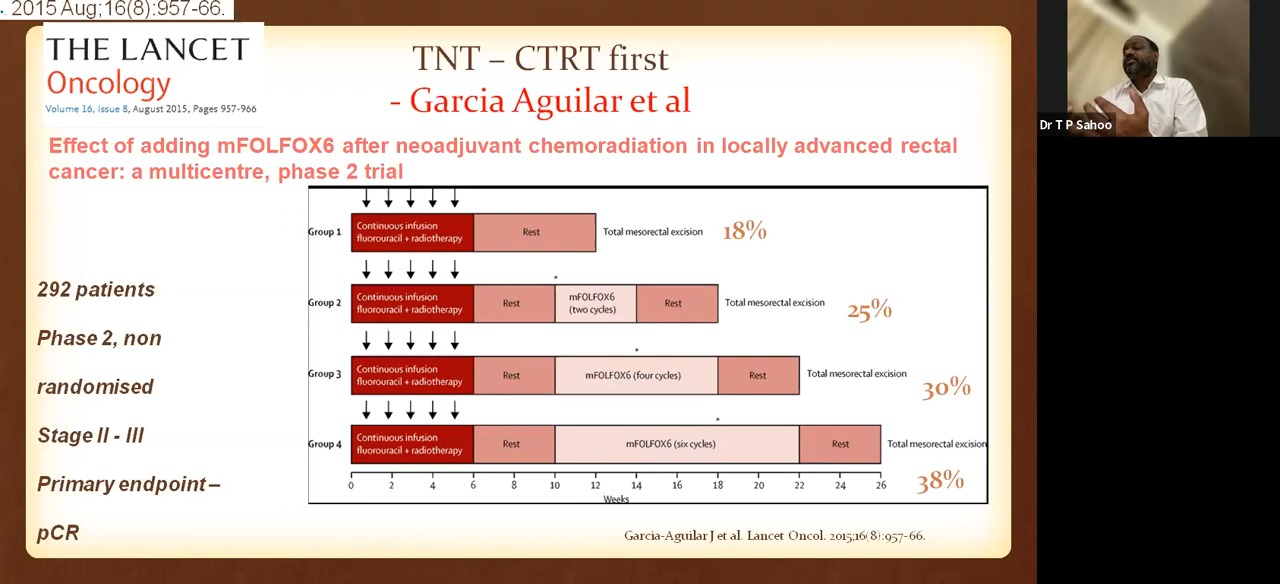 . 2015 Aug;16(8):957-66.
THE LANCET
Oncology
Volume 16, Issue 8, August 2015, Pages 957-966
TNT – CTRT first
- Garcia Aguilar et al
Effect of adding mFOLFOX6 after neoadjuvant chemoradiation in locally advanced rectal
cancer: a multicentre, phase 2 trial
292 patients
Phase 2, non
randomised
Stage II - III
Primary endpoint –
pCR
Group 1
Continuous infusion
fluorouracil + radiotherapy
Rest
Total mesorectal excision
18%
Group 2
Continuous infusion
fluorouracil + radiotherapy
Rest
*
mFOLFOX6
(two cycles)
Rest
Total mesorectal excision
25%
Group 3
Continuous infusion
fluorouracil + radiotherapy
Rest
*
mFOLFOX6 (four cycles)
Rest
Total mesorectal excision
30%
Group 4
Continuous infusion
fluorouracil + radiotherapy
Rest
*
mFOLFOX6 (six cycles)
Rest
Total mesorectal excision
38%
0 2 4 6 8 10 12 14 16 18 20 22 24 26
Weeks
Garcia-Aguilar J et al. Lancet Oncol. 2015;16(8):957-66.
Dr T P Sahoo